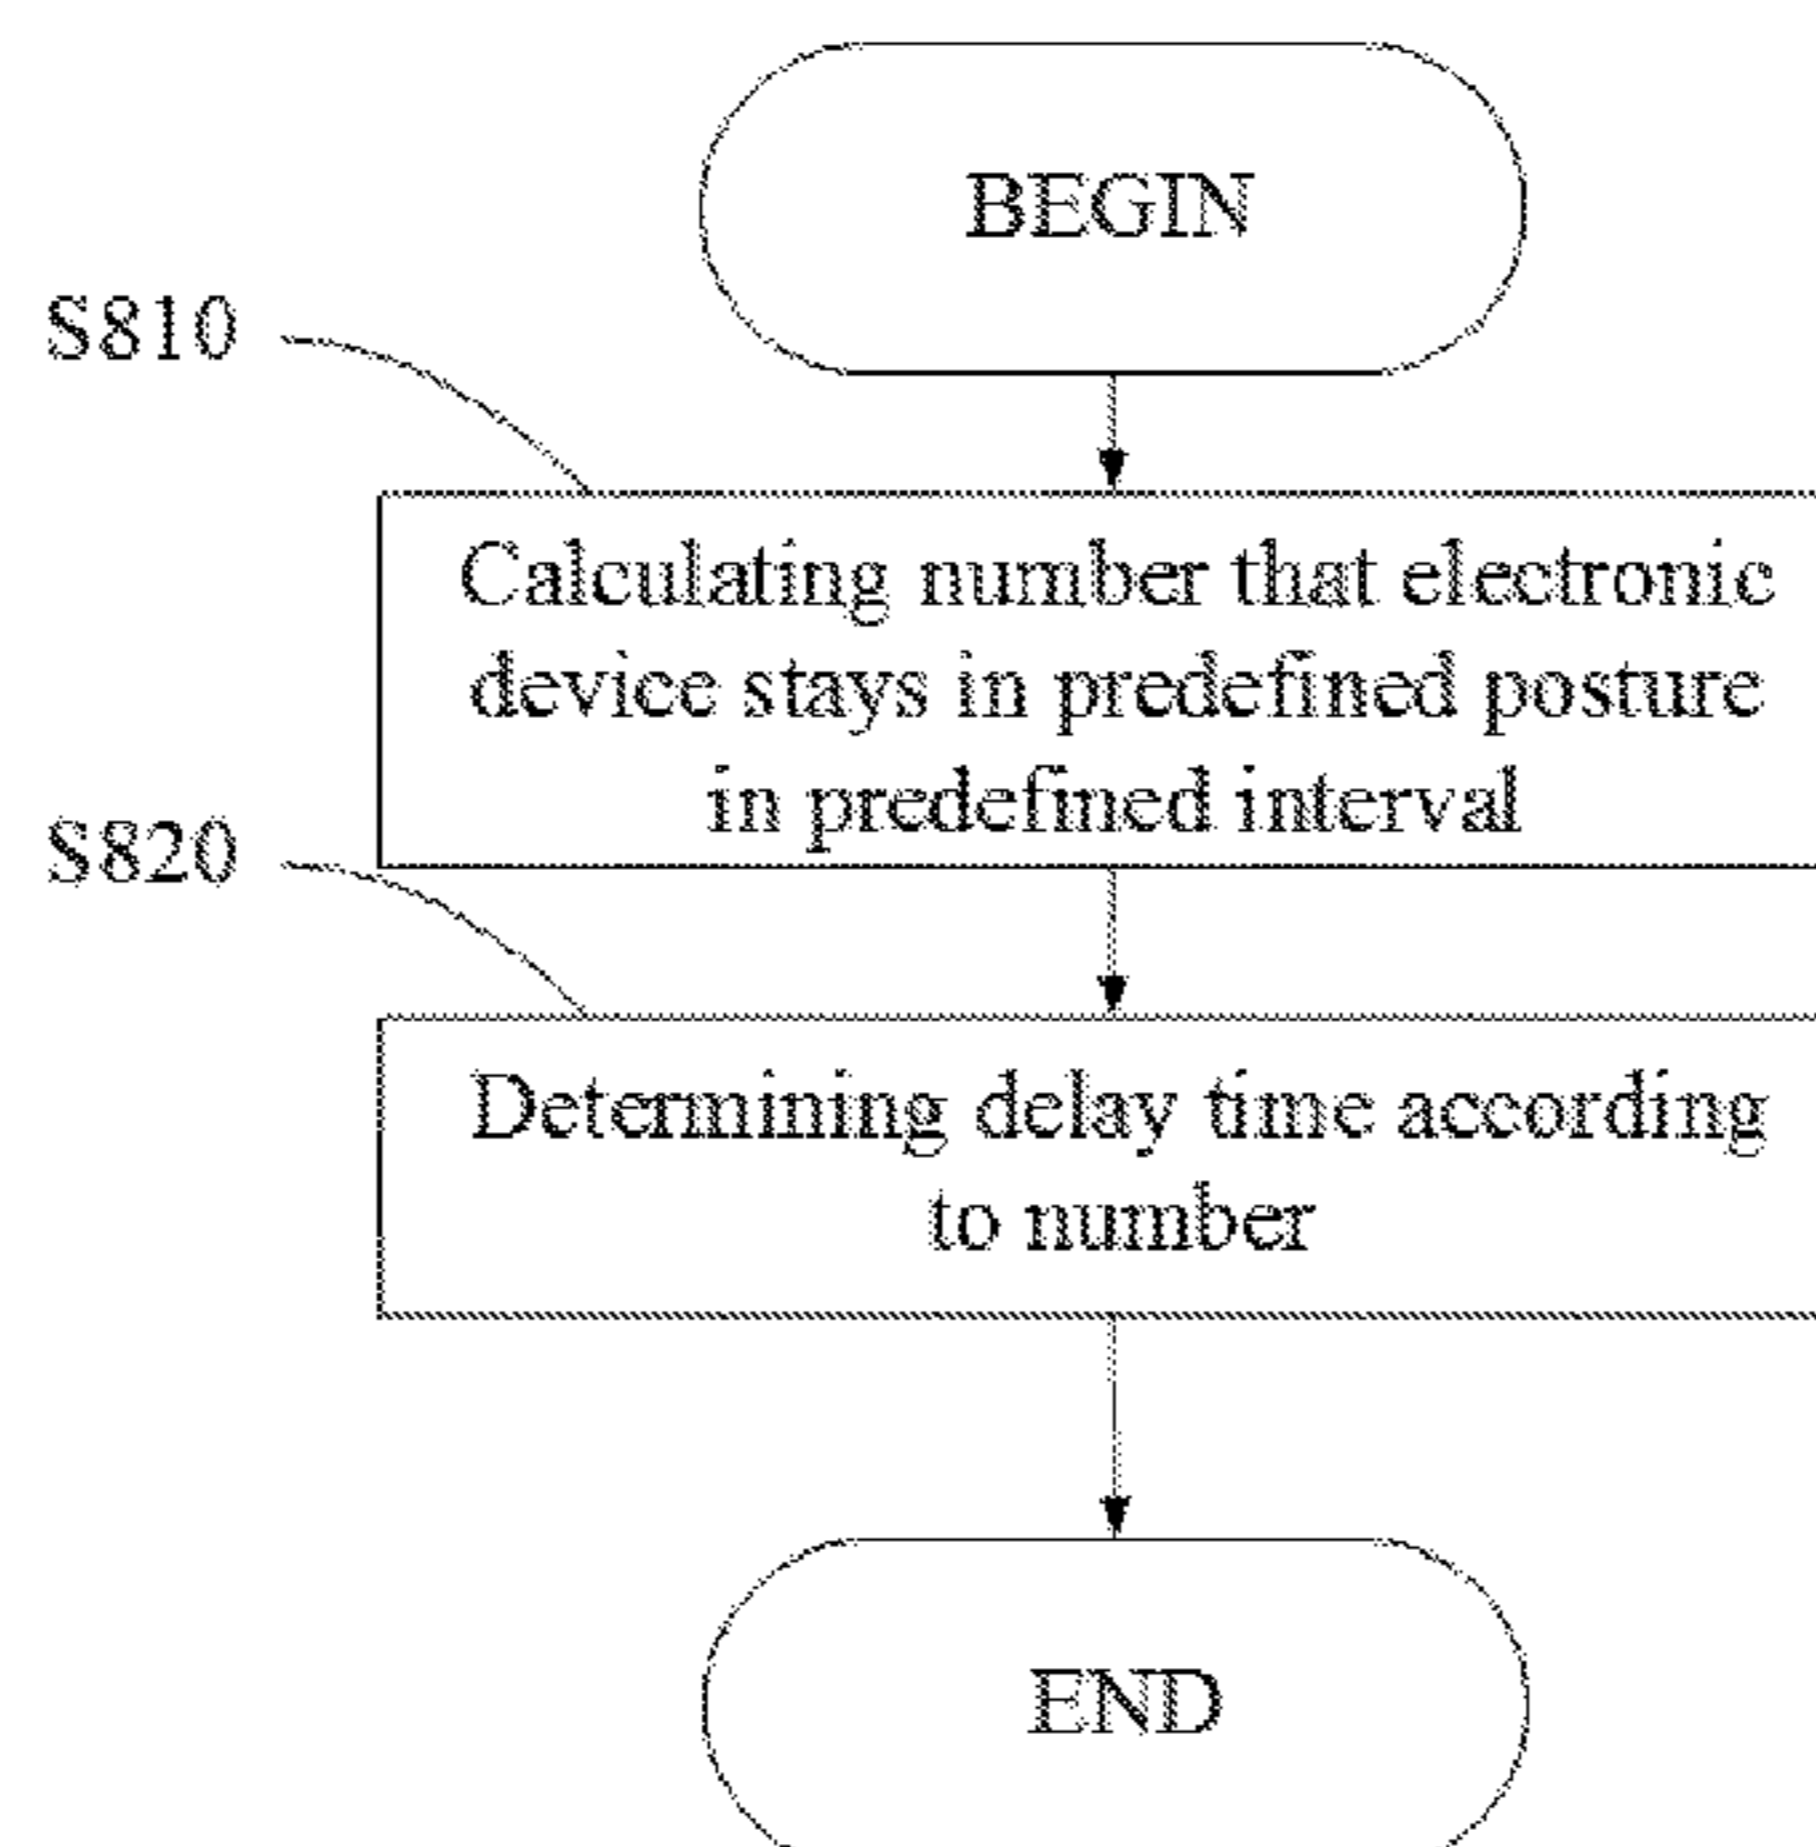 BEGIN
S810
Calculating number that electronic
device stays in predefined posture
in predefined interval
S820
Determining delay time according
to number
END